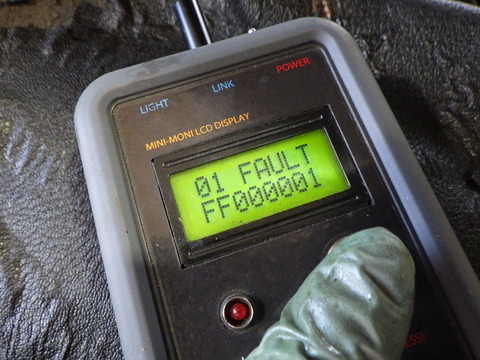 LIGHT
LINK
POWER
MINI-MONI LCD DISPLAY
01 FAULT
FF000001